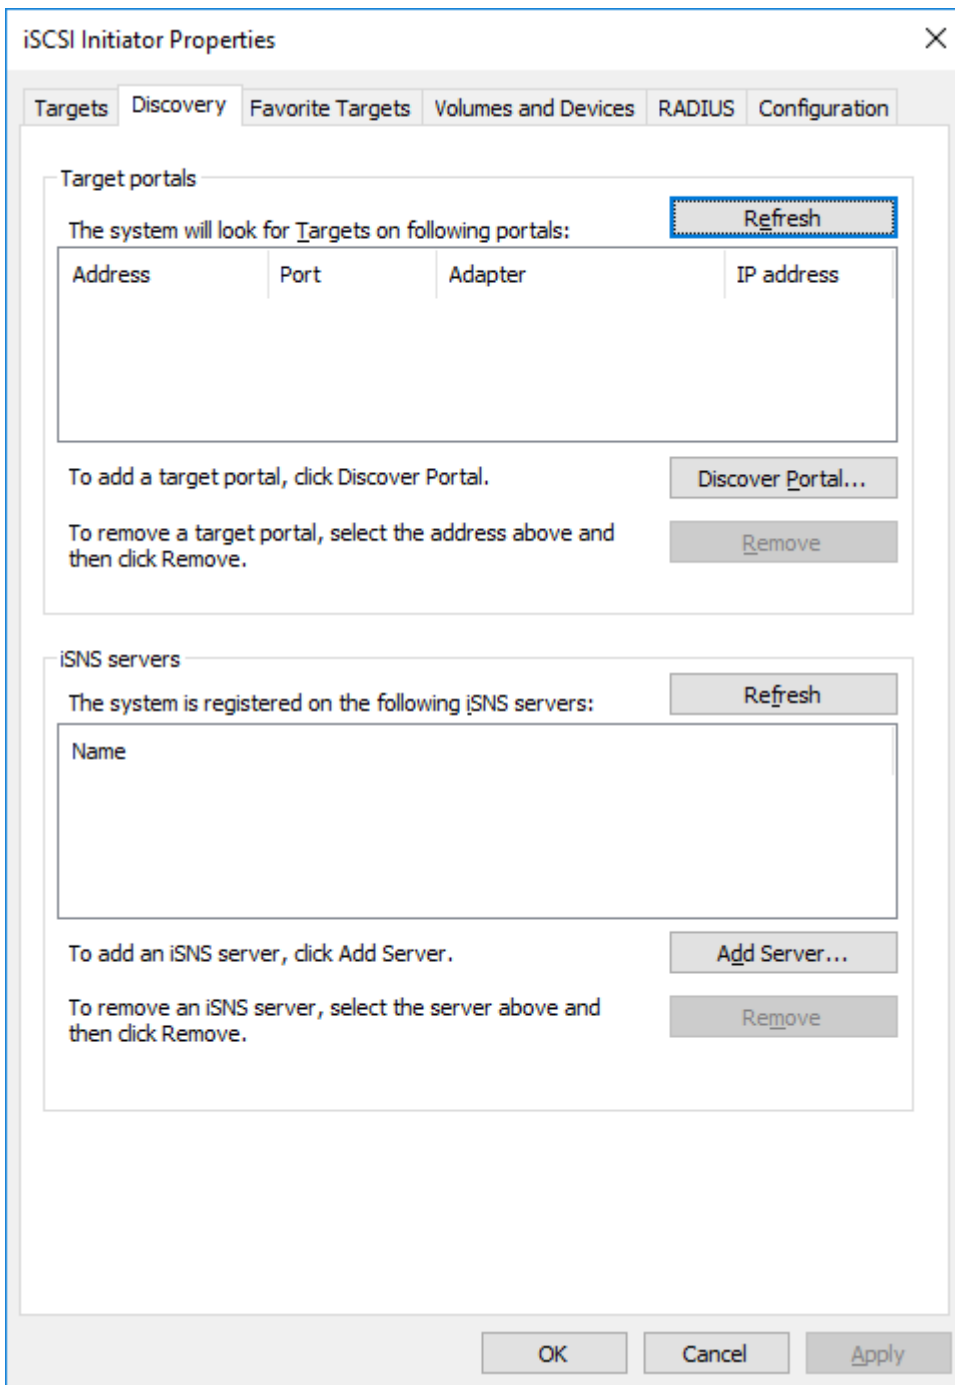 iSCSI Initiator Properties
Targets Discovery Favorite Targets Volumes and Devices RADIUS Configuration
Target portals
The system will look for Targets on following portals: Refresh
Address Port Adapter IP address
To add a target portal, click Discover Portal. Discover Portal...
To remove a target portal, select the address above and
then click Remove.
Remove
iSNS servers
The system is registered on the following iSNS servers: Refresh
Name
To add an iSNS server, click Add Server. Add Server...
To remove an iSNS server, select the server above and
then click Remove.
Remove
OK Cancel Apply